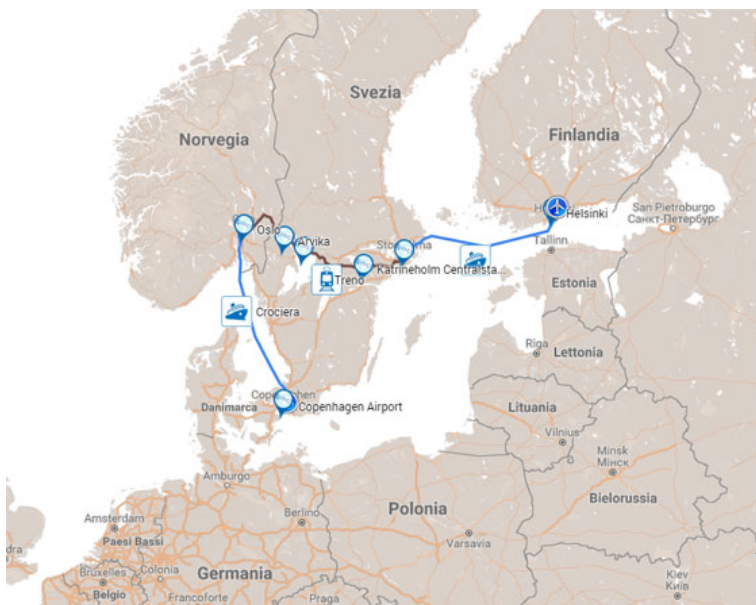 Svezia
Norvegia
Finlandia
Helsinki
San Pietroburgo
Санкт-Петербург
Oslo
Arvika
Tallinn
Katrineholm Centralsta...
Treno
Estonia
Crociera
Riga
Lettonia
Copenhagen Airport
Danimarca
Lituania
Vilnius
Minsk
Мінск
Amburgo
Bielorussia
Amsterdam
Berlino
Polonia
Paesi Bassi
Varsavia
Bruxelles
Colonia
Germania
Belgio
Francoforte
Praga
Kiev
Київ